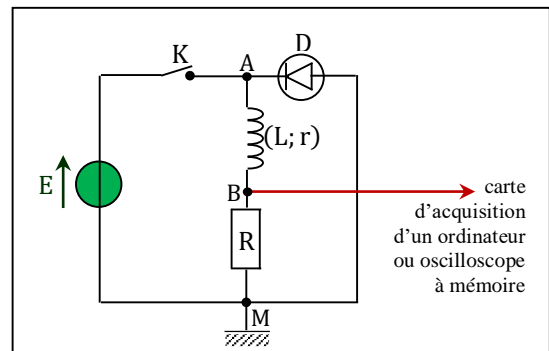 K
A
D
(L; r)
E
B
R
M
carte
d’acquisition
d’un ordinateur
ou oscilloscope
à mémoire